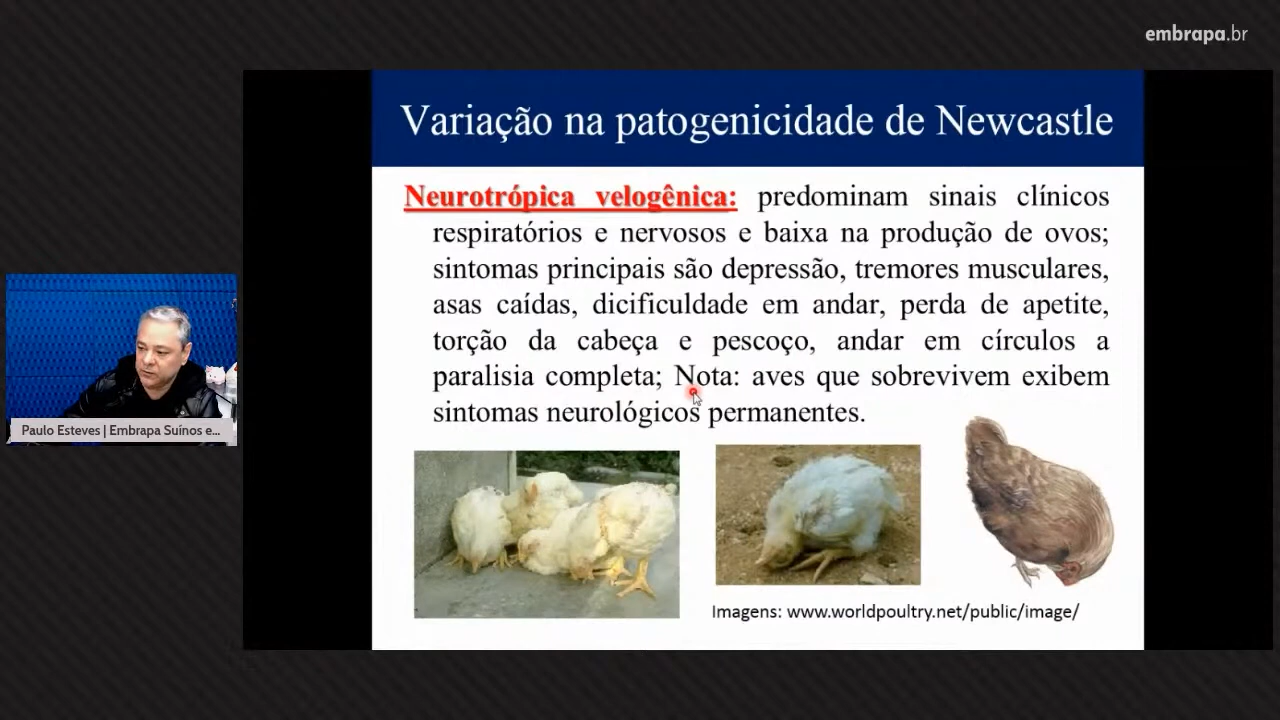 embrapa.br
Variação na patogenicidade de Newcastle
Neurotrópica velogênica: predominam sinais clínicos
respiratórios e nervosos e baixa na produção de ovos;
sintomas principais são depressão, tremores musculares,
asas caídas, dicificuldade em andar, perda de apetite,
torção da cabeça e pescoço, andar em círculos a
paralisia completa; Nota: aves que sobrevivem exibem
sintomas neurológicos permanentes.
Paulo Esteves | Embrapa Suínos e...
Imagens: www.worldpoultry.net/public/image/